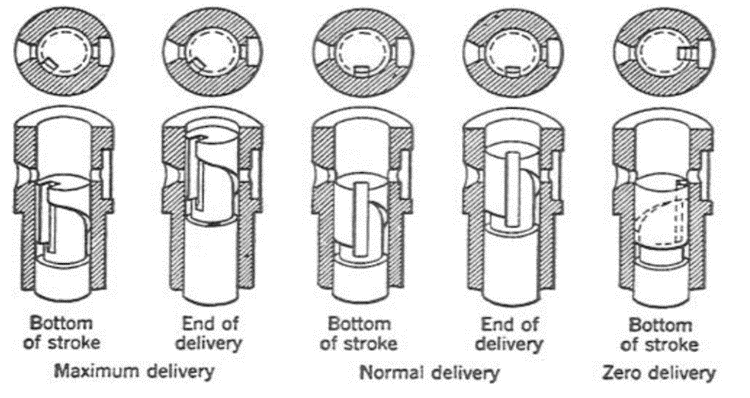 Bottom
of stroke
End of
delivery
Bottom
of stroke
End of
delivery
Bottom
of stroke
Maximum delivery
Normal delivery
Zero delivery